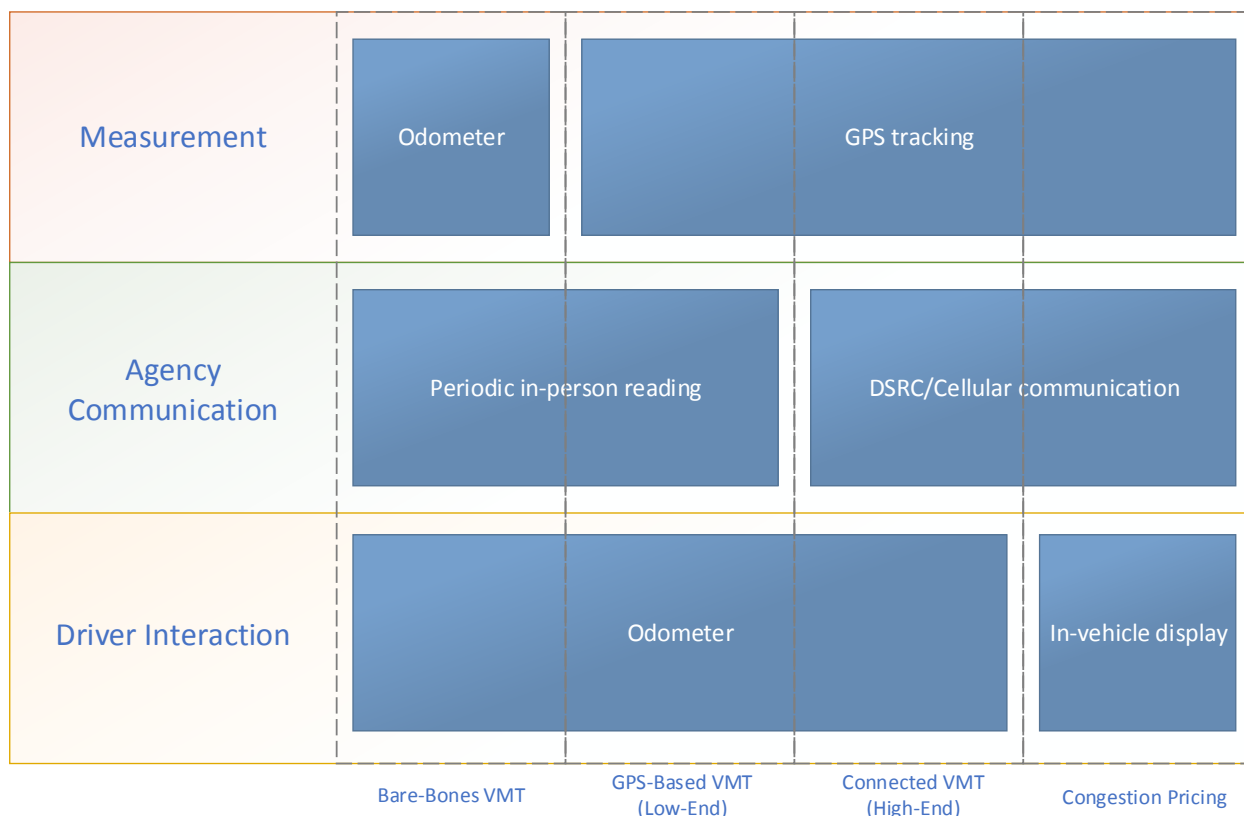 Measurement
Odometer
GPS tracking
Agency
Communication
Periodic in-person reading
DSRC/Cellular communication
Driver Interaction
Odometer
In-vehicle display
Bare-Bones VMT
GPS-Based VMT
(Low-End)
Connected VMT
(High-End)
Congestion Pricing